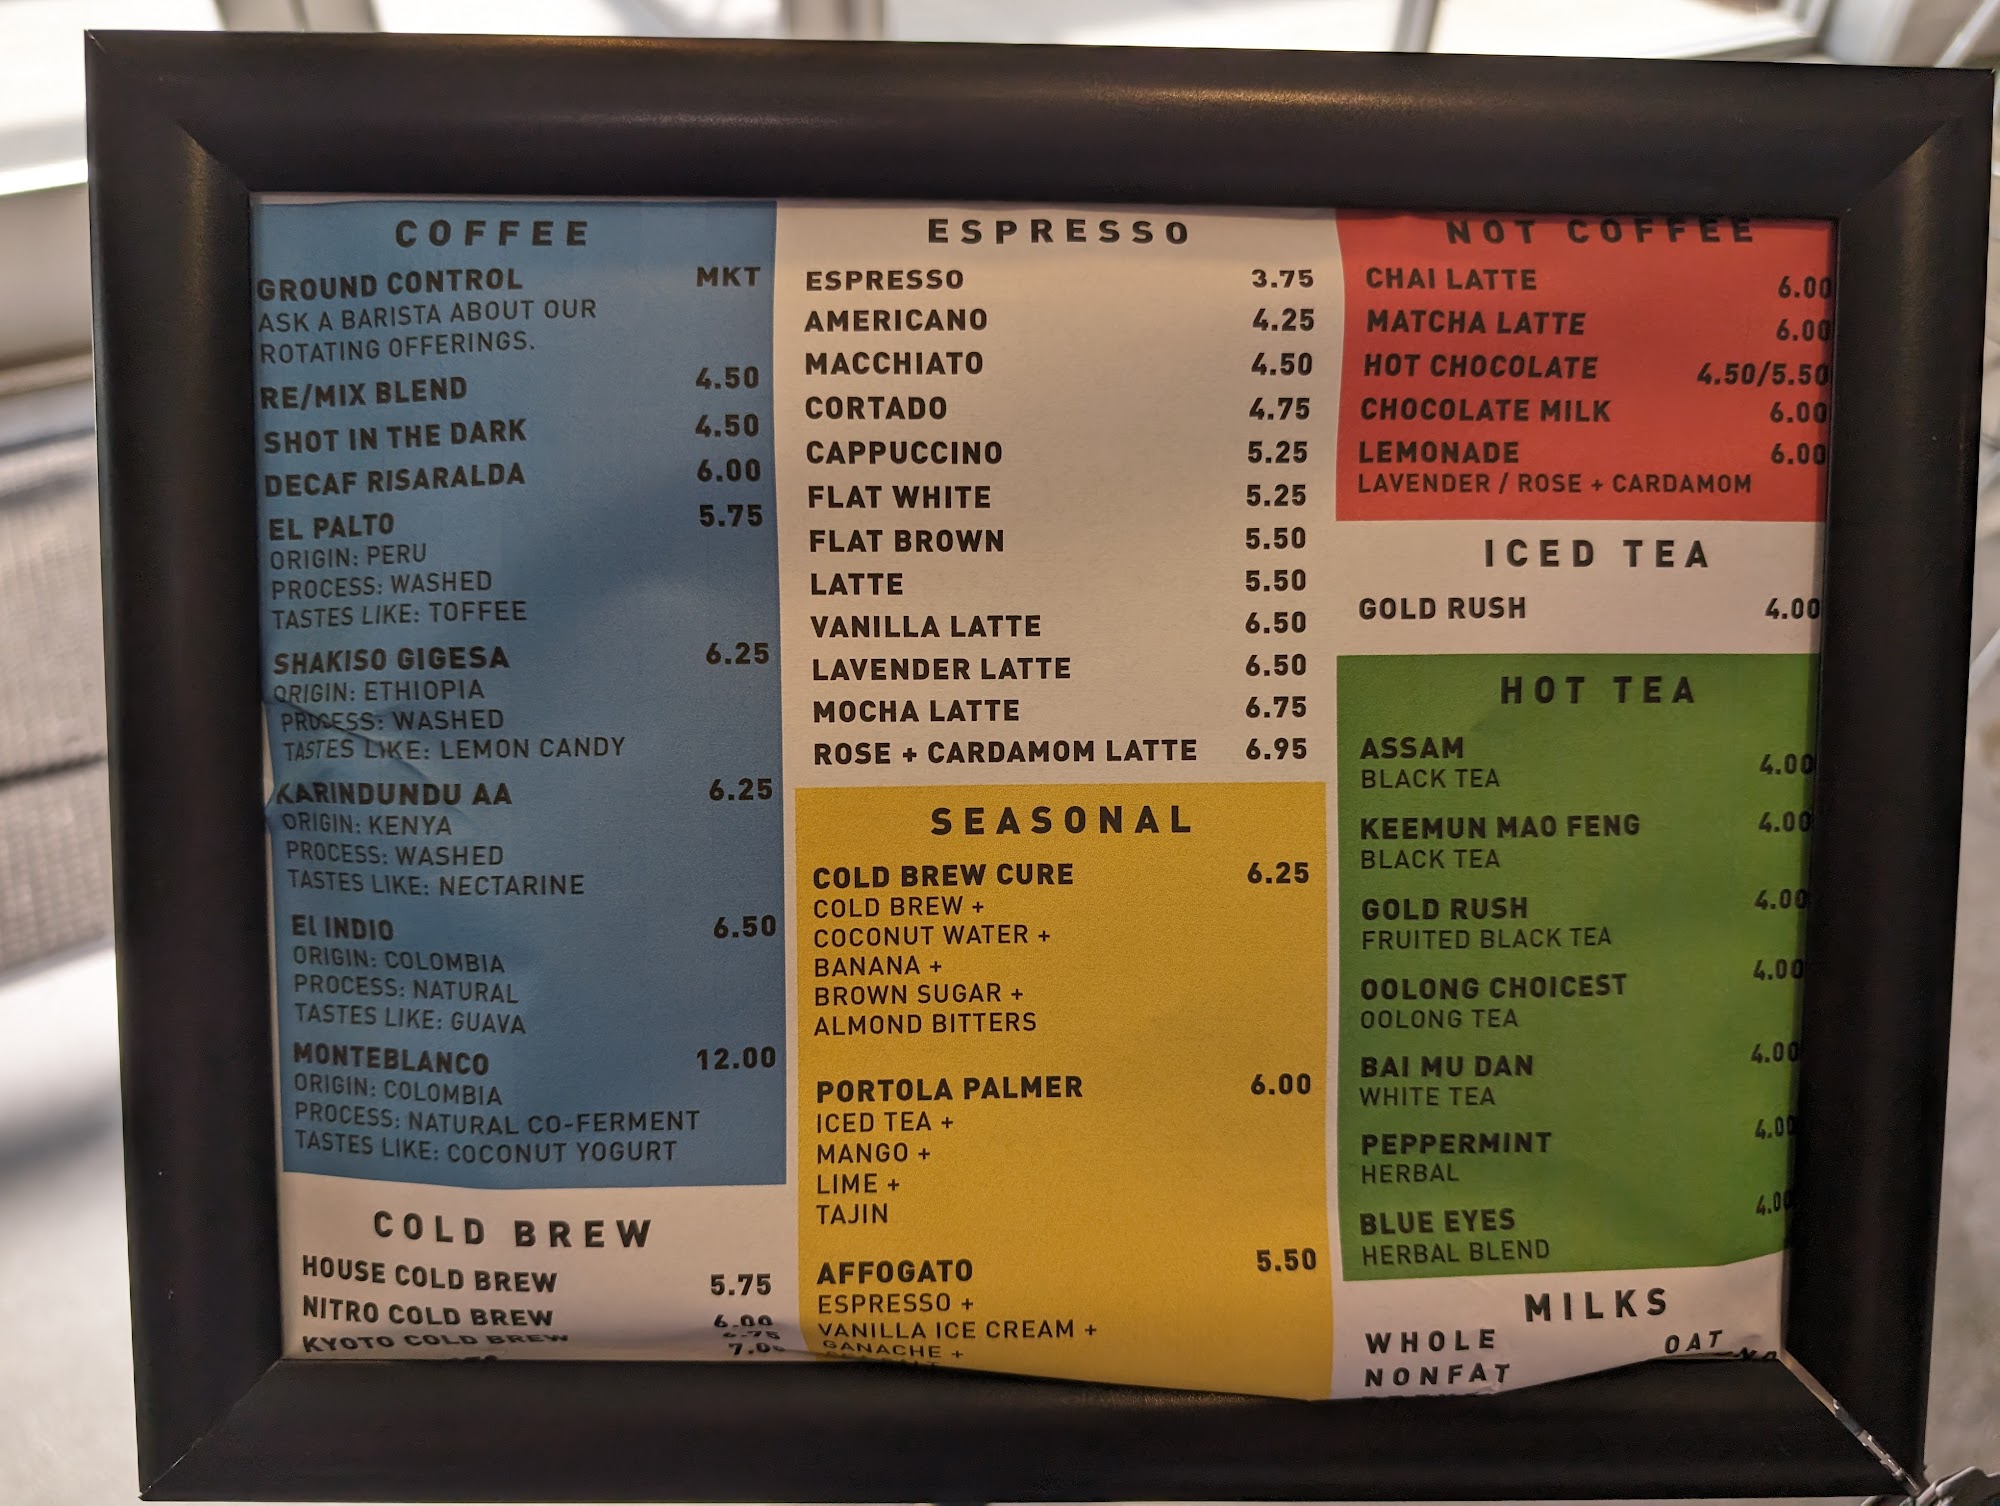 COFFEE
GROUND CONTROL MKT
ASK A BARISTA ABOUT OUR
ROTATING OFFERINGS.
RE/MIX BLEND 4.50
SHOT IN THE DARK 4.50
DECAF RISARALDA 6.00
EL PALTO 5.75
ORIGIN: PERU
PROCESS: WASHED
TASTES LIKE: TOFFEE
SHAKISO GIGESA 6.25
ORIGIN: ETHIOPIA
PROCESS: WASHED
TASTES LIKE: LEMON CANDY
KARINDUNDU AA 6.25
ORIGIN: KENYA
PROCESS: WASHED
TASTES LIKE: NECTARINE
El INDIO 6.50
ORIGIN: COLOMBIA
PROCESS: NATURAL
TASTES LIKE: GUAVA
MONTEBLANCO 12.00
ORIGIN: COLOMBIA
PROCESS: NATURAL CO-FERMENT
TASTES LIKE: COCONUT YOGURT
COLD BREW
HOUSE COLD BREW 5.75
NITRO COLD BREW 6.00
KYOTO COLD BREW 6.75
ESPRESSO
ESPRESSO 3.75
AMERICANO 4.25
MACCHIATO 4.50
CORTADO 4.75
CAPPUCCINO 5.25
FLAT WHITE 5.25
FLAT BROWN 5.50
LATTE 5.50
VANILLA LATTE 6.50
LAVENDER LATTE 6.50
MOCHA LATTE 6.75
ROSE + CARDAMOM LATTE 6.95
SEASONAL
COLD BREW CURE 6.25
COLD BREW +
COCONUT WATER +
BANANA +
BROWN SUGAR +
ALMOND BITTERS
PORTOLA PALMER 6.00
ICED TEA +
MANGO +
LIME +
TAJIN
AFFOGATO 5.50
ESPRESSO +
VANILLA ICE CREAM +
GANACHE +
NOT COFFEE
CHAI LATTE 6.00
MATCHA LATTE 6.00
HOT CHOCOLATE 4.50/5.50
CHOCOLATE MILK 6.00
LEMONADE 6.00
LAVENDER / ROSE + CARDAMOM
ICED TEA
GOLD RUSH 4.00
HOT TEA
ASSAM 4.00
BLACK TEA
KEEMUN MAO FENG 4.00
BLACK TEA
GOLD RUSH 4.00
FRUITED BLACK TEA
OOLONG CHOICEST 4.00
OOLONG TEA
BAI MU DAN 4.00
WHITE TEA
PEPPERMINT 4.00
HERBAL
BLUE EYES 4.00
HERBAL BLEND
MILKS
WHOLE OAT
NONFAT